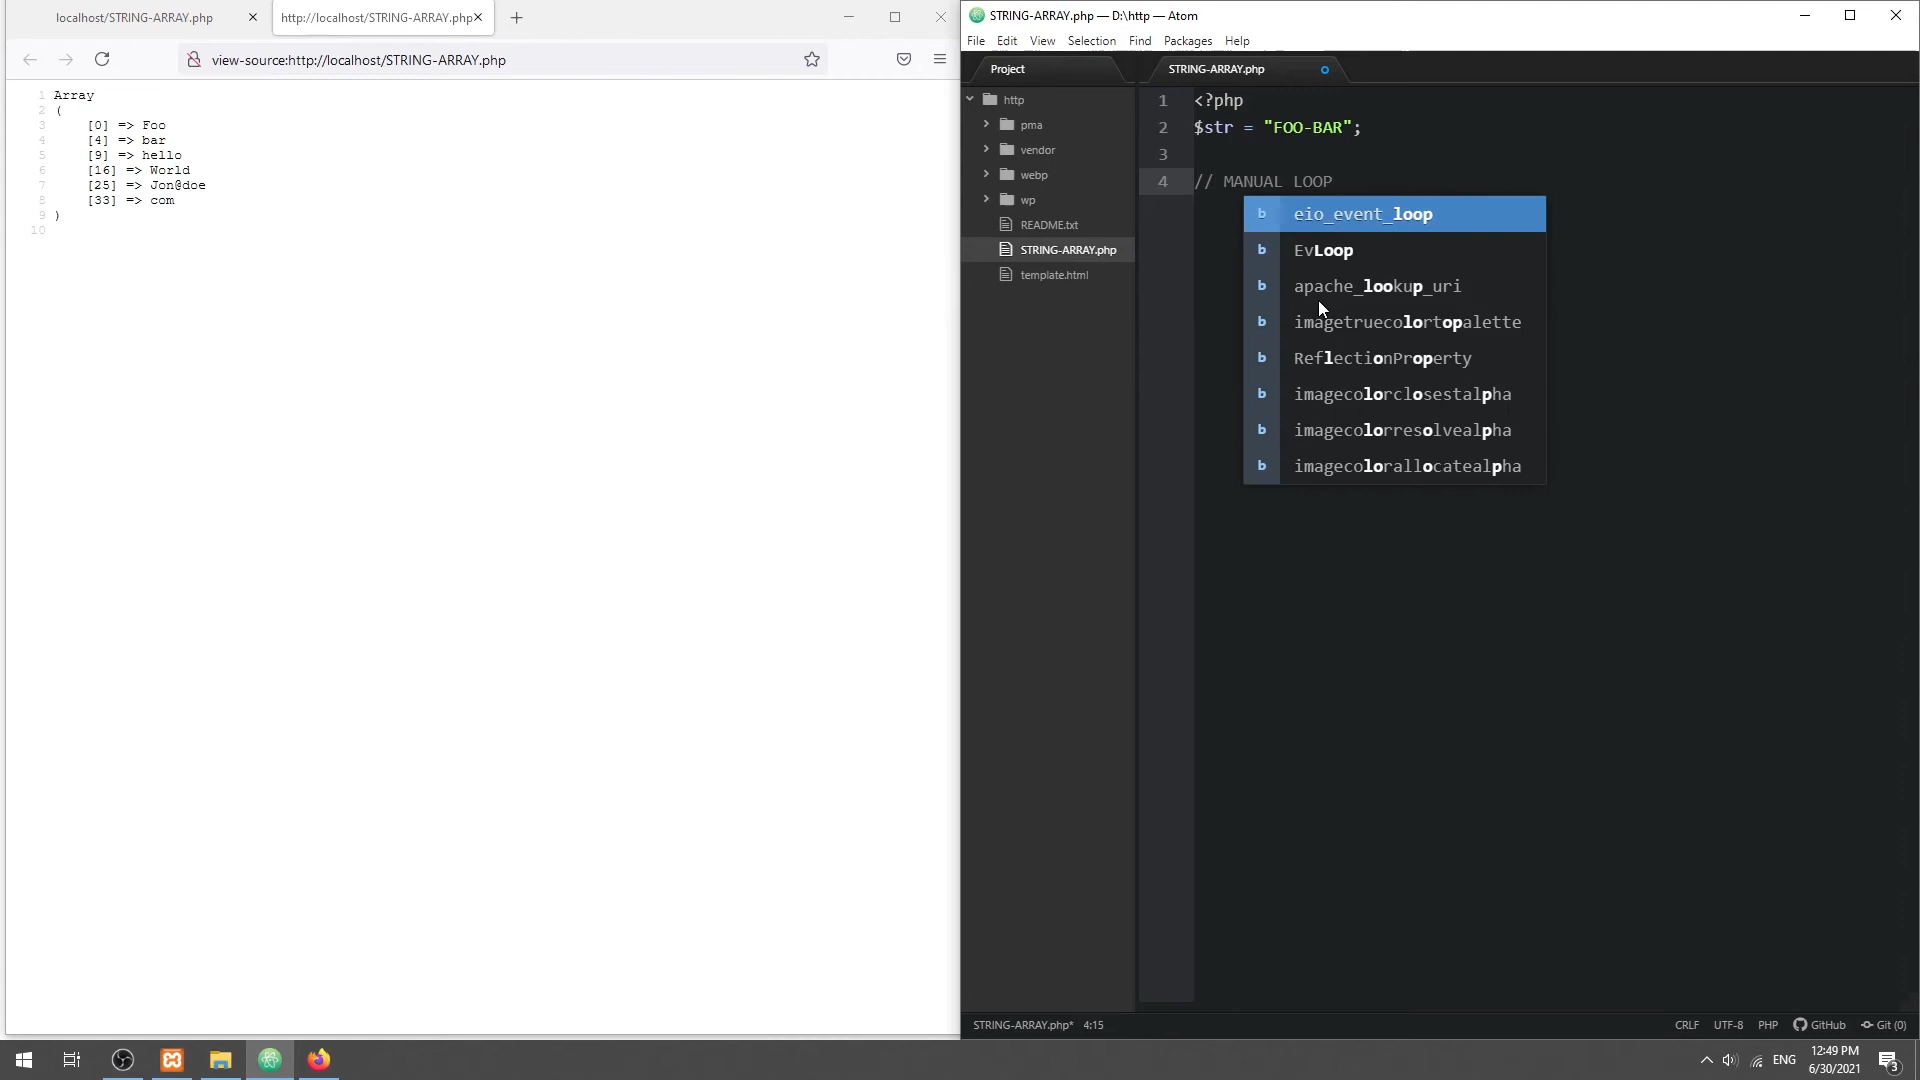 localhost/STRING-ARRAY.php
http://localhost/STRING-ARRAY.php
view-source:http://localhost/STRING-ARRAY.php
1 Array
2 (
3 [0] => Foo
4 [4] => bar
5 [9] => hello
6 [16] => World
7 [25] => Jon@doe
8 [33] => com
9 )
10
STRING-ARRAY.php — D:\http — Atom
File Edit View Selection Find Packages Help
Project
http
pma
vendor
webp
wp
README.txt
STRING-ARRAY.php
template.html
STRING-ARRAY.php
1 <?php
2 $str = "FOO-BAR";
3
4 // MANUAL LOOP
b eio_event_loop
b EvLoop
b apache_lookup_uri
b imagetruecolortopalette
b ReflectionProperty
b imagecolorclosestalpha
b imagecolorresolvealpha
b imagecolorallocatealpha
STRING-ARRAY.php* 4:15
CRLF UTF-8 PHP GitHub Git (0)
ENG
12:49 PM
6/30/2021
3